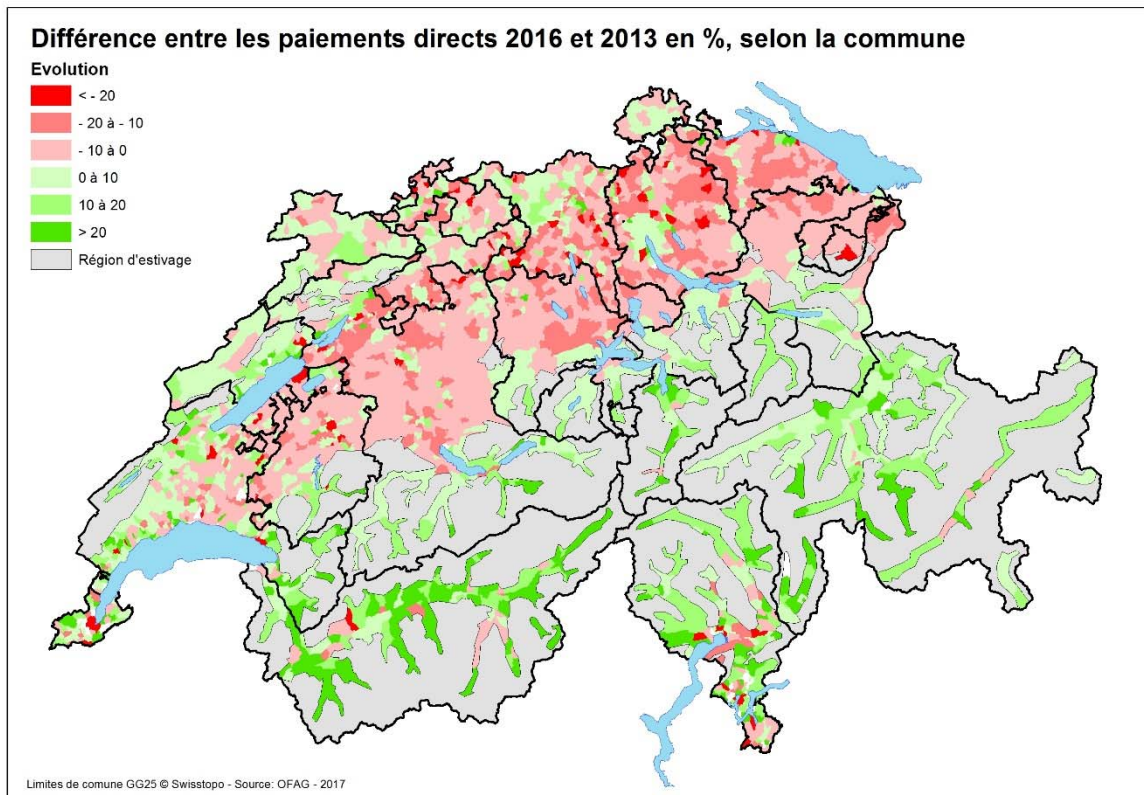 Différence entre les paiements directs 2016 et 2013 en %, selon la commune
Evolution
< - 20
- 20 à - 10
- 10 à 0
0 à 10
10 à 20
> 20
Région d'estivage
Limites de commune GG25 © Swisstopo - Source: OFAG - 2017